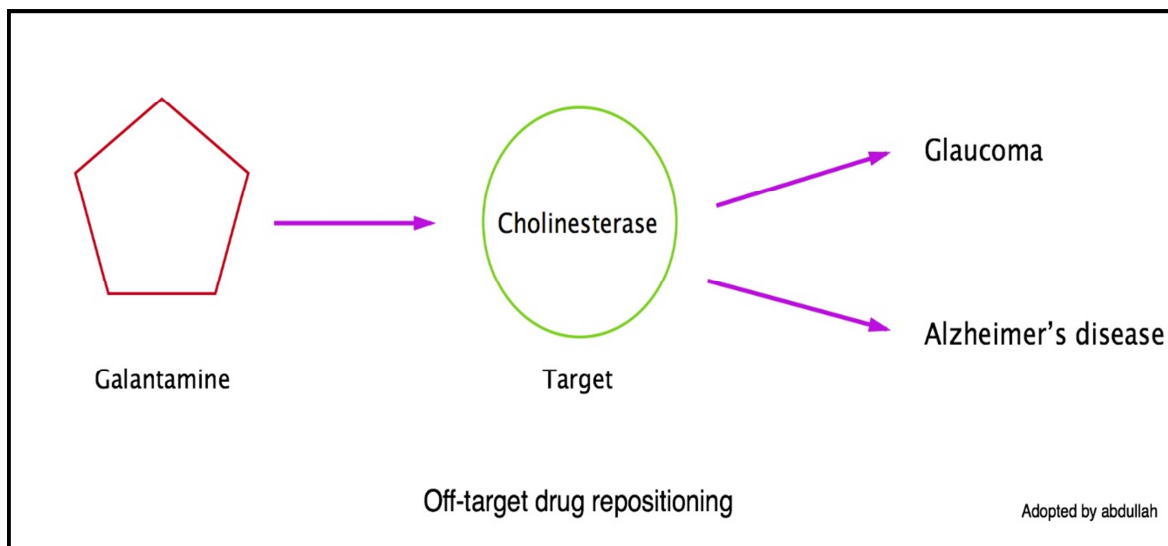 Glaucoma
Cholinesterase
Alzheimer's disease
Galantamine
Target
Off-target drug repositioning
Adopted by abdullah